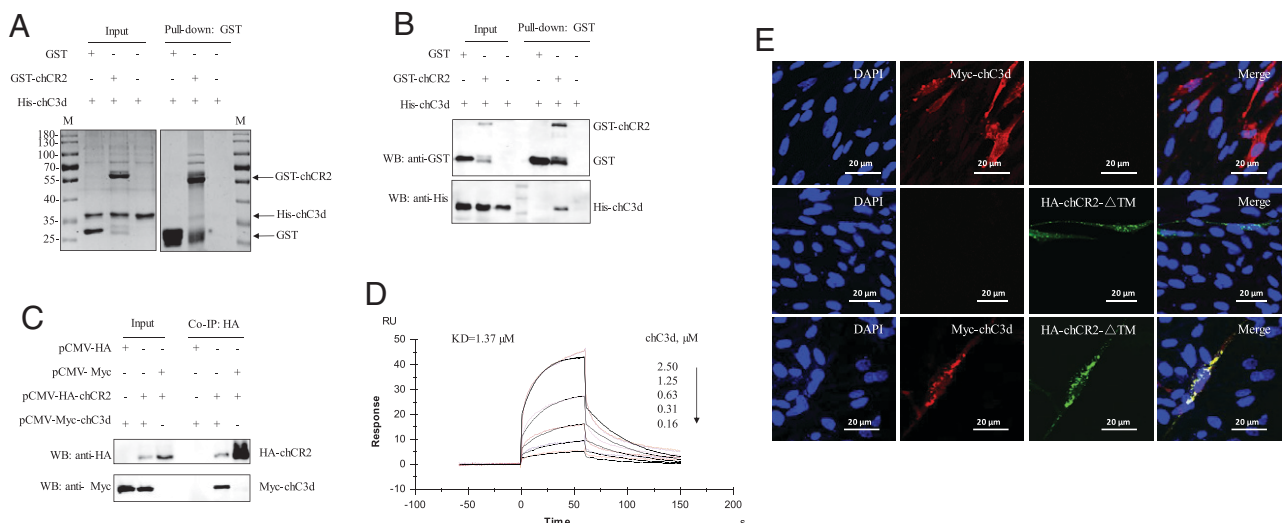 A
Input Pull-down: GST
GST + - - + - -
GST-chCR2 - + - - + -
His-chC3d + + + + + +
M M
180-
130-
100-
70-
55-
40-
35-
25-
GST-chCR2
His-chC3d
GST
B
Input Pull-down: GST
GST + - - + - -
GST-chCR2 - + - - + -
His-chC3d + + + + + +
WB: anti-GST
GST-chCR2
GST
WB: anti-His
His-chC3d
C
Input Co-IP: HA
pCMV-HA + - - + - -
pCMV- Myc - - + - - +
pCMV-HA-chCR2 - + + - + +
pCMV-Myc-chC3d + + - + + -
WB: anti-HA HA-chCR2
WB: anti- Myc Myc-chC3d
D
RU
KD=1.37 μM
chC3d, μM
2.50
1.25
0.63
0.31
0.16
Response
50
40
30
20
10
0
-10
-100 -50 0 50 100 150 200
Time s
E
DAPI Myc-chC3d Merge
20 μm 20 μm 20 μm 20 μm
DAPI HA-chCR2-△TM Merge
20 μm 20 μm 20 μm 20 μm
DAPI Myc-chC3d HA-chCR2-△TM Merge
20 μm 20 μm 20 μm 20 μm